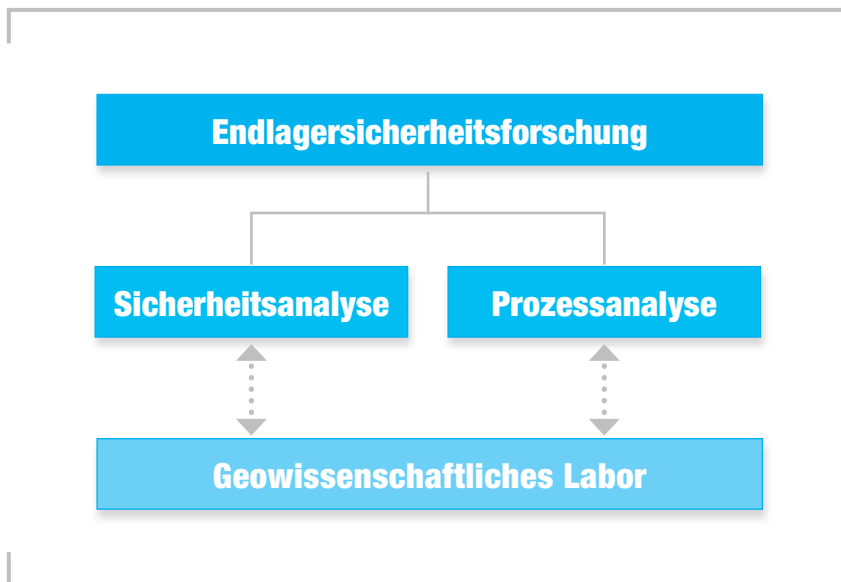 Endlagersicherheitsforschung
Sicherheitsanalyse
Prozessanalyse
Geowissenschaftliches Labor